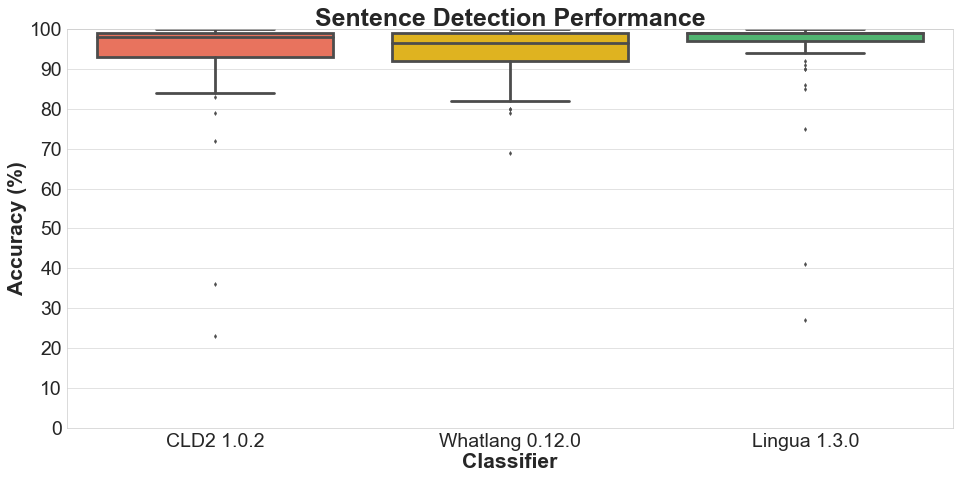 Sentence Detection Performance
Accuracy (%)
100
90
80
70
60
50
40
30
20
10
0
CLD2 1.0.2
Whatlang 0.12.0
Lingua 1.3.0
Classifier